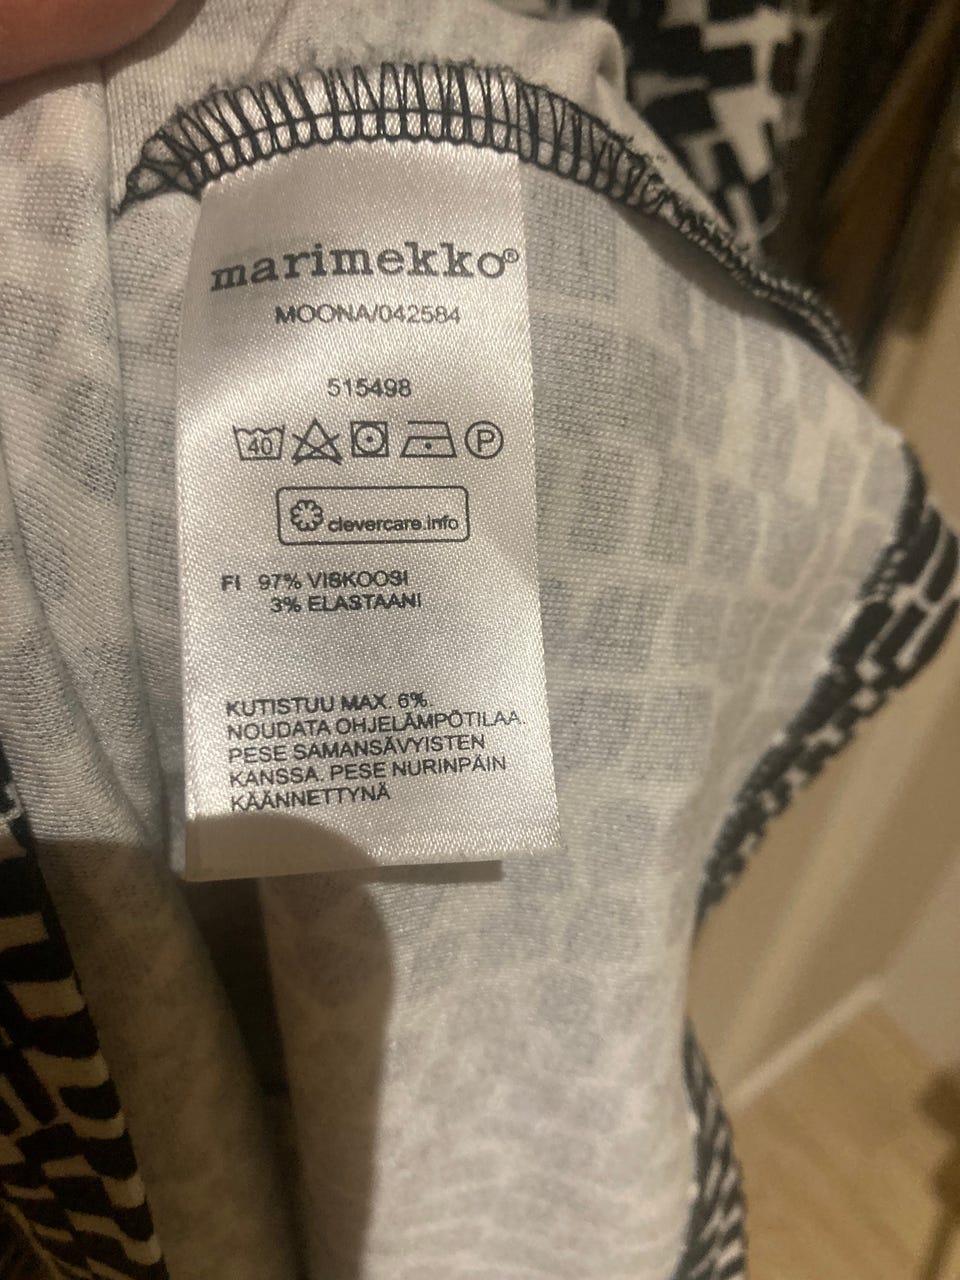 marimekko®
MOONA/042584
515498
40 P
clevercare.info
FI 97% VISKOOSI
3% ELASTAANI
KUTISTUU MAX. 6%.
NOUDATA OHJELÄMPÖTILAA.
PESE SAMANSÄVYISTEN
KANSSA. PESE NURINPÄIN
KÄÄNNETTYNÄ